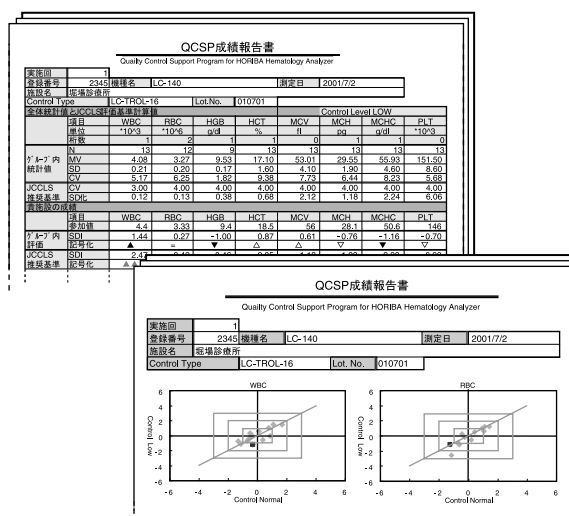 QCSP成績報告書
Quailty Control Support Program for HORIBA Hematology Analyzer
実施回 1
登録番号 2345 機種名 LC-140 測定日 2001/7/2
施設名 堀場診療所
Control Type LC-TROL-16 Lot.No. 010701
全体統計値とJCCLS評価基準計算値 Control Level LOW
項目 WBC RBC HGB HCT MCV MCH MCHC PLT
単位 *10^3 *10^6 g/dl % fl pg g/dl *10^3
桁数 1 2 1 1 0 1 1 0
N 13 12 9 13 13 13 13 13
グループ内 MV 4.08 3.27 9.53 17.10 53.01 29.55 55.93 151.50
統計値 SD 0.21 0.20 0.17 1.60 4.10 1.90 4.60 8.60
CV 5.17 6.25 1.82 9.38 7.73 6.44 8.23 5.68
JCCLS CV 3.00 4.00 4.00 4.00 4.00 4.00 4.00 4.00
推奨基準 SD化 0.12 0.13 0.38 0.68 2.12 1.18 2.24 6.06
貴施設の成績
項目 WBC RBC HGB HCT MCV MCH MCHC PLT
参加値 4.4 3.33 9.4 18.5 56 28.1 50.6 146
グループ内 SDI 1.44 0.27 -1.00 0.87 0.61 -0.76 -1.16 -0.70
評価 記号化 ▲ = ▼ △ △ ▽ ▼ ▽
JCCLS SDI 2.47
推奨基準 記号化 ▲▲
QCSP成績報告書
Quailty Control Support Program for HORIBA Hematology Analyzer
実施回 1
登録番号 2345 機種名 LC-140 測定日 2001/7/2
施設名 堀場診療所
Control Type LC-TROL-16 Lot. No. 010701
WBC
6
4
2
0
-2
-4
-6
Control Low
-6 -4 -2 0 2 4 6
Control Normal
RBC
6
4
2
0
-2
-4
-6
Control Low
-6 -4 -2 0 2 4 6
Control Normal